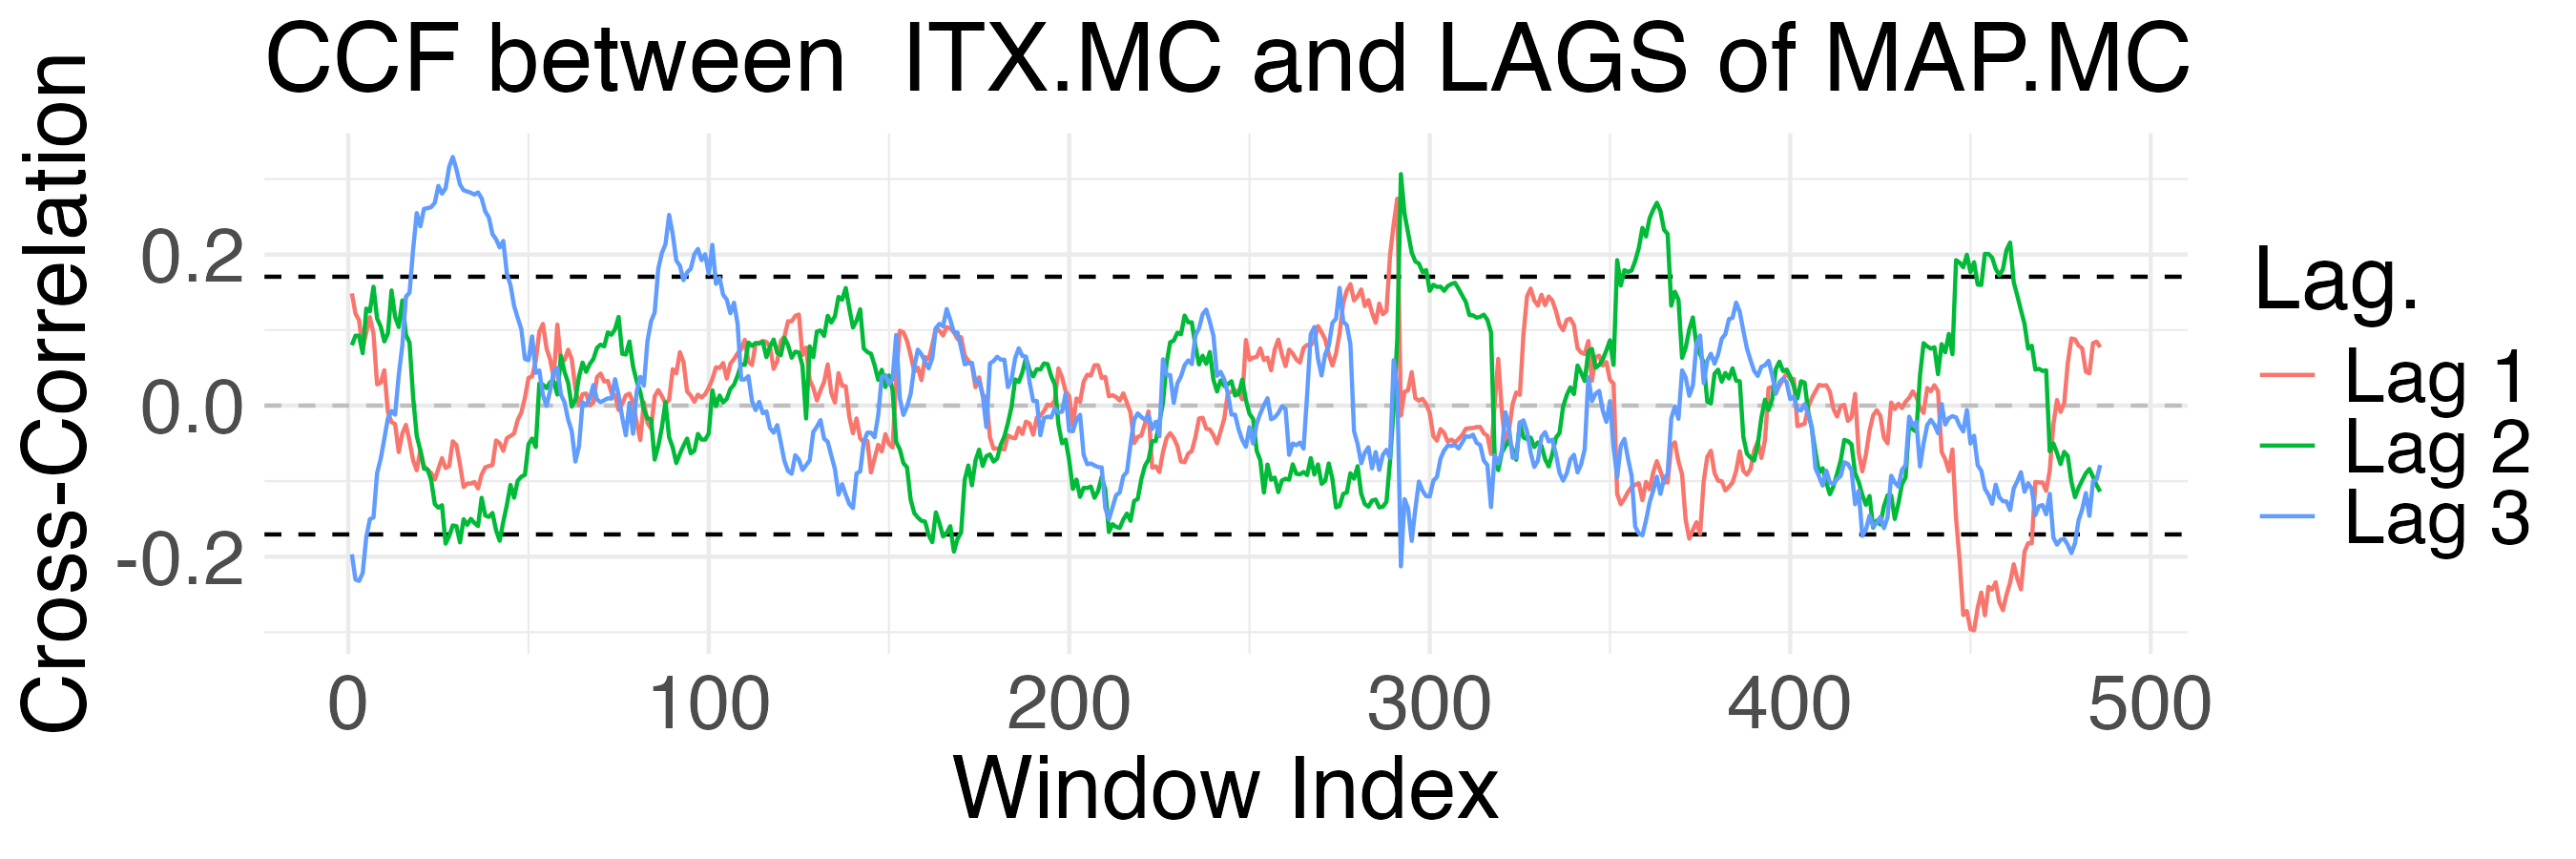 CCF between  ITX.MC and LAGS of MAP.MC
Cross-Correlation
0.2
0.0
-0.2
0 100 200 300 400 500
Window Index
Lag.
Lag 1
Lag 2
Lag 3